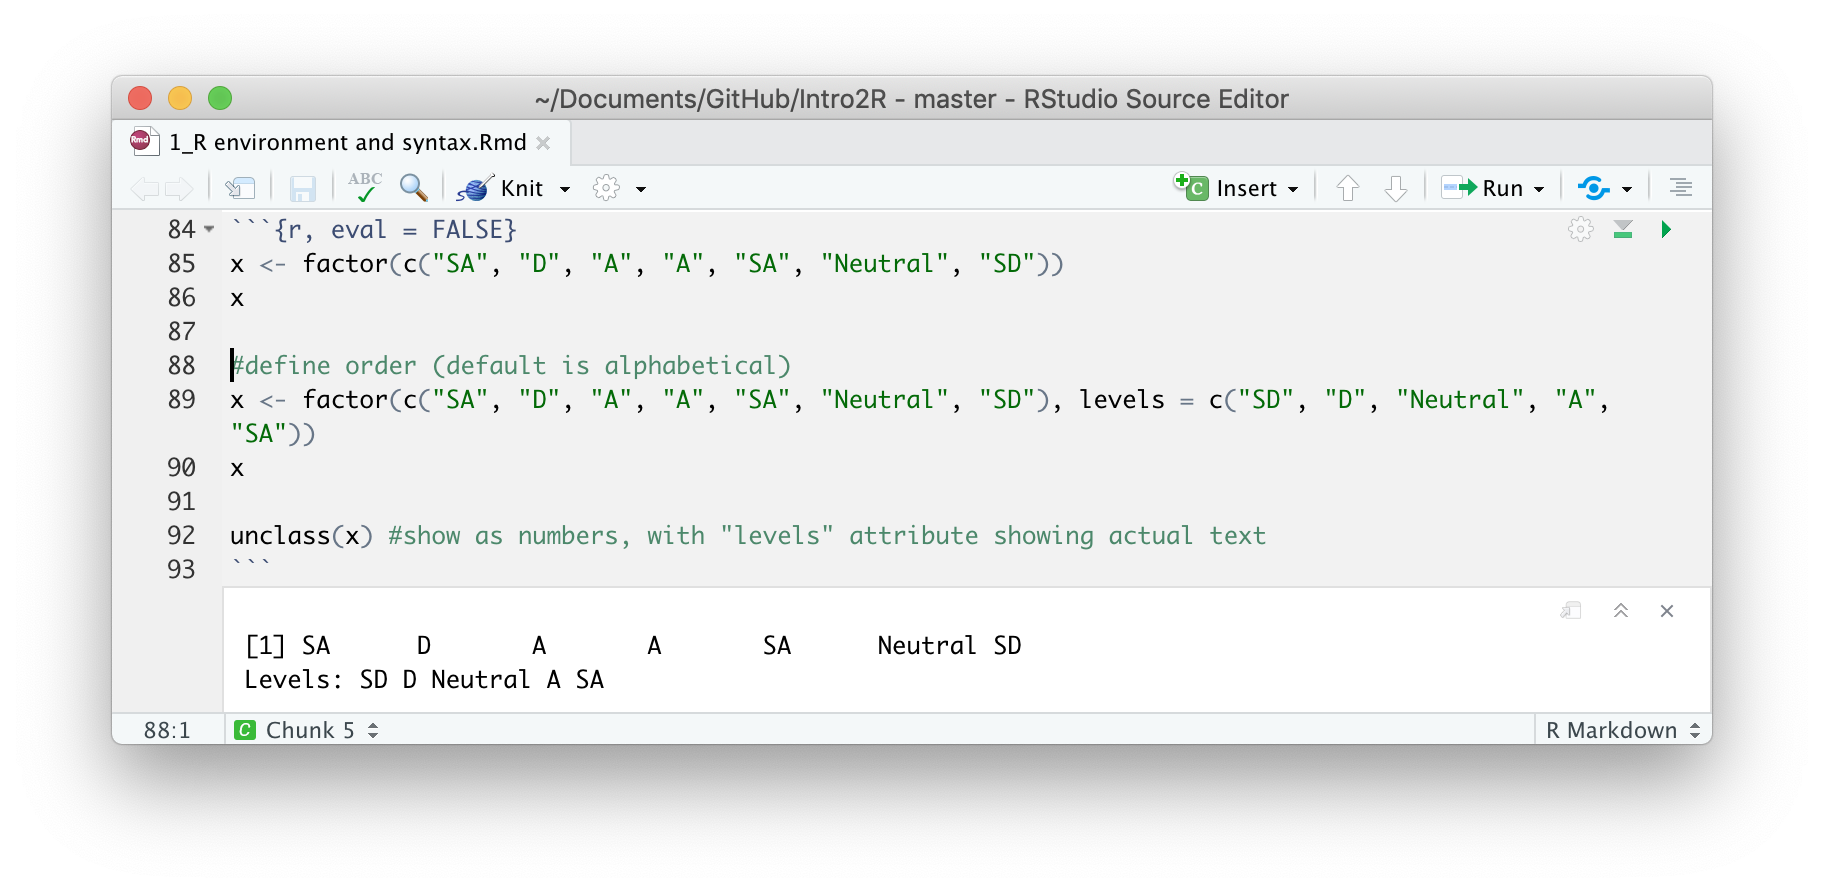 ~/Documents/GitHub/Intro2R - master - RStudio Source Editor
Rmd 1_R environment and syntax.Rmd
ABC Knit Insert Run
84 ```{r, eval = FALSE}
85 x <- factor(c("SA", "D", "A", "A", "SA", "Neutral", "SD"))
86 x
87
88 #define order (default is alphabetical)
89 x <- factor(c("SA", "D", "A", "A", "SA", "Neutral", "SD"), levels = c("SD", "D", "Neutral", "A",
"SA"))
90 x
91
92 unclass(x) #show as numbers, with "levels" attribute showing actual text
93 ```
[1] SA      D       A       A       SA      Neutral SD
Levels: SD D Neutral A SA
88:1 C Chunk 5 R Markdown